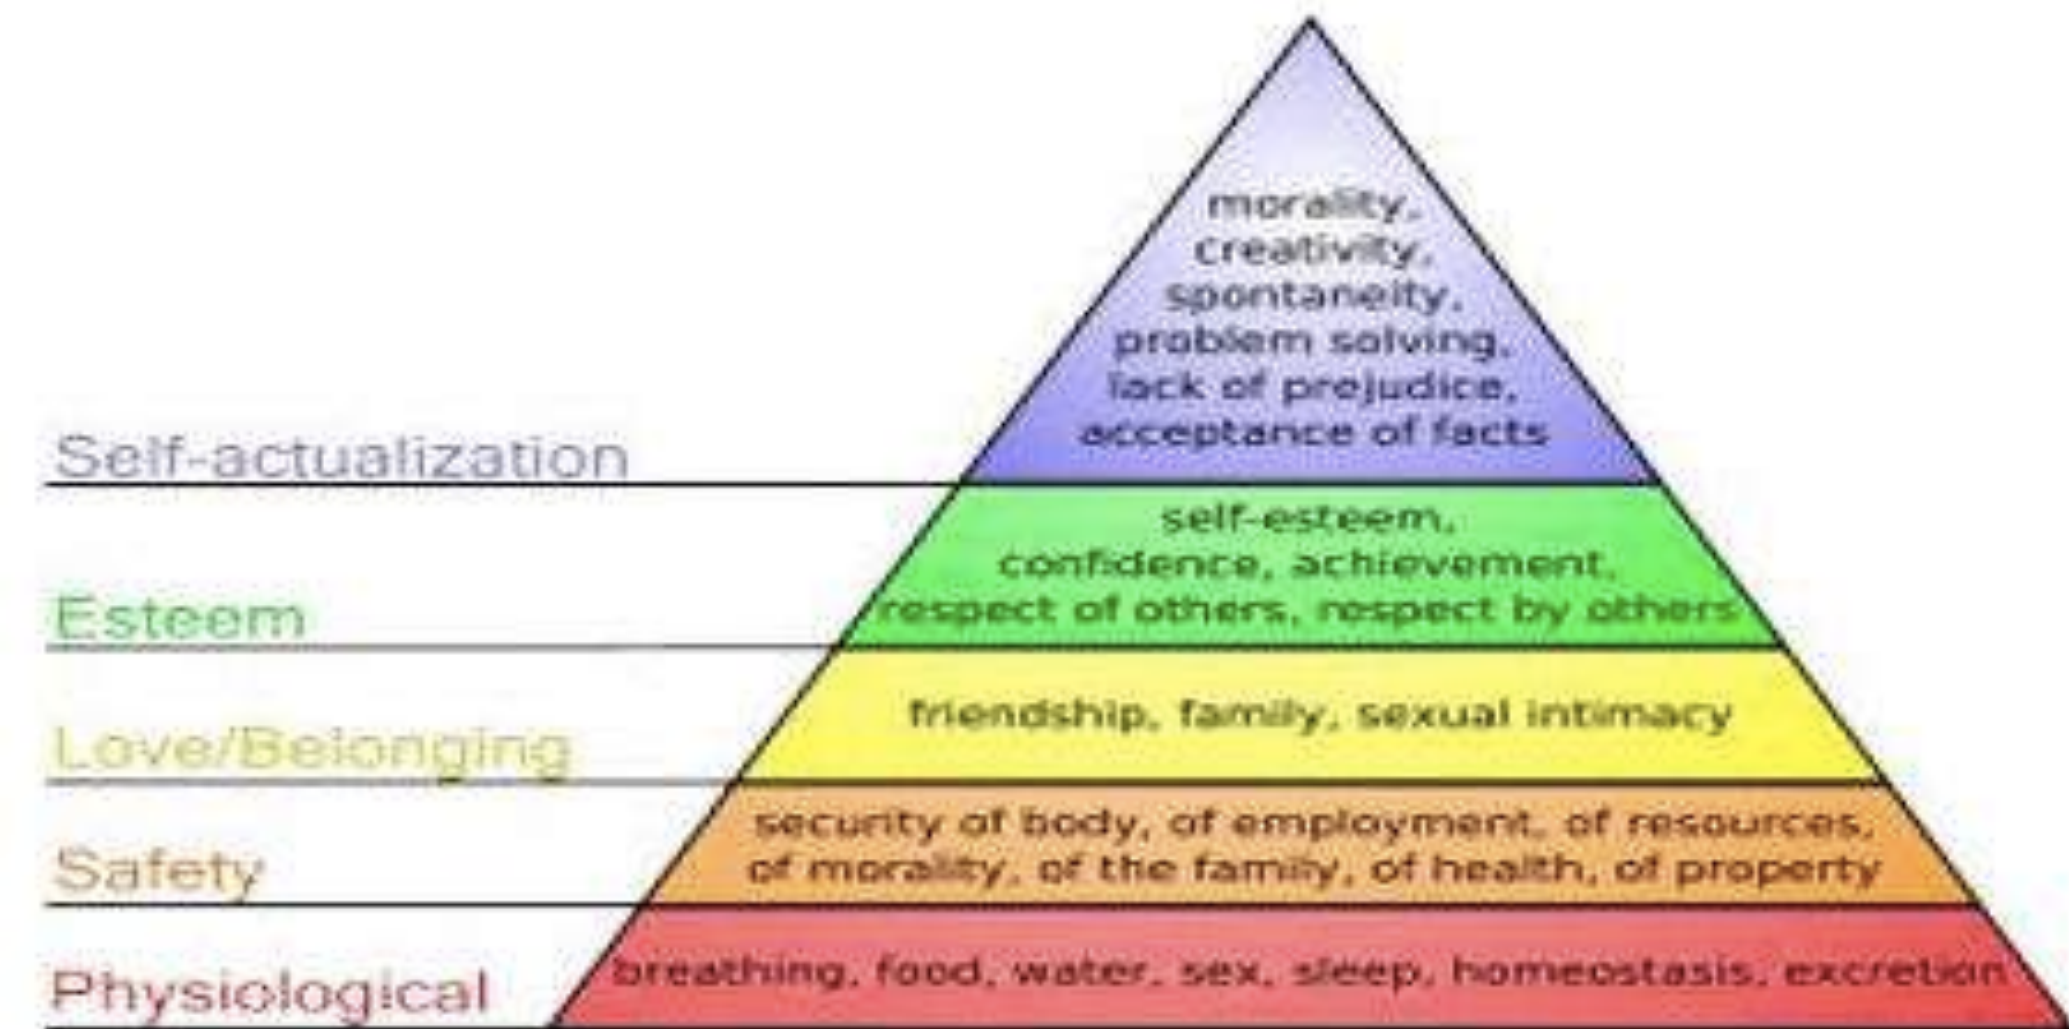 morality,
creativity,
spontaneity,
problem solving,
lack of prejudice,
acceptance of facts
Self-actualization
self-esteem,
confidence, achievement,
respect of others, respect by others
Esteem
friendship, family, sexual intimacy
Love/Belonging
security of body, of employment, of resources,
of morality, of the family, of health, of property
Safety
breathing, food, water, sex, sleep, homeostasis, excretion
Physiological